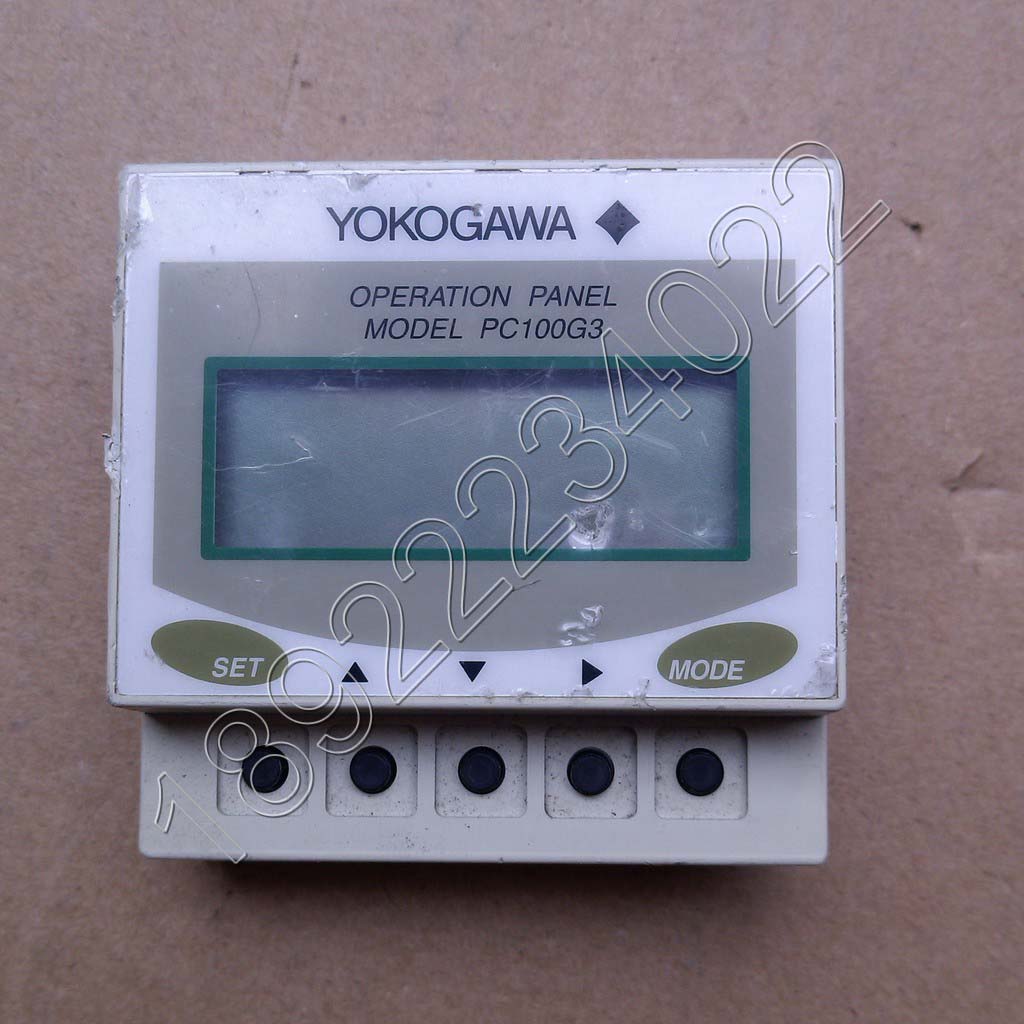 YOKOGAWA
OPERATION PANEL
MODEL PC100G3
SET ▲ ▼ ▶ MODE
18922234022